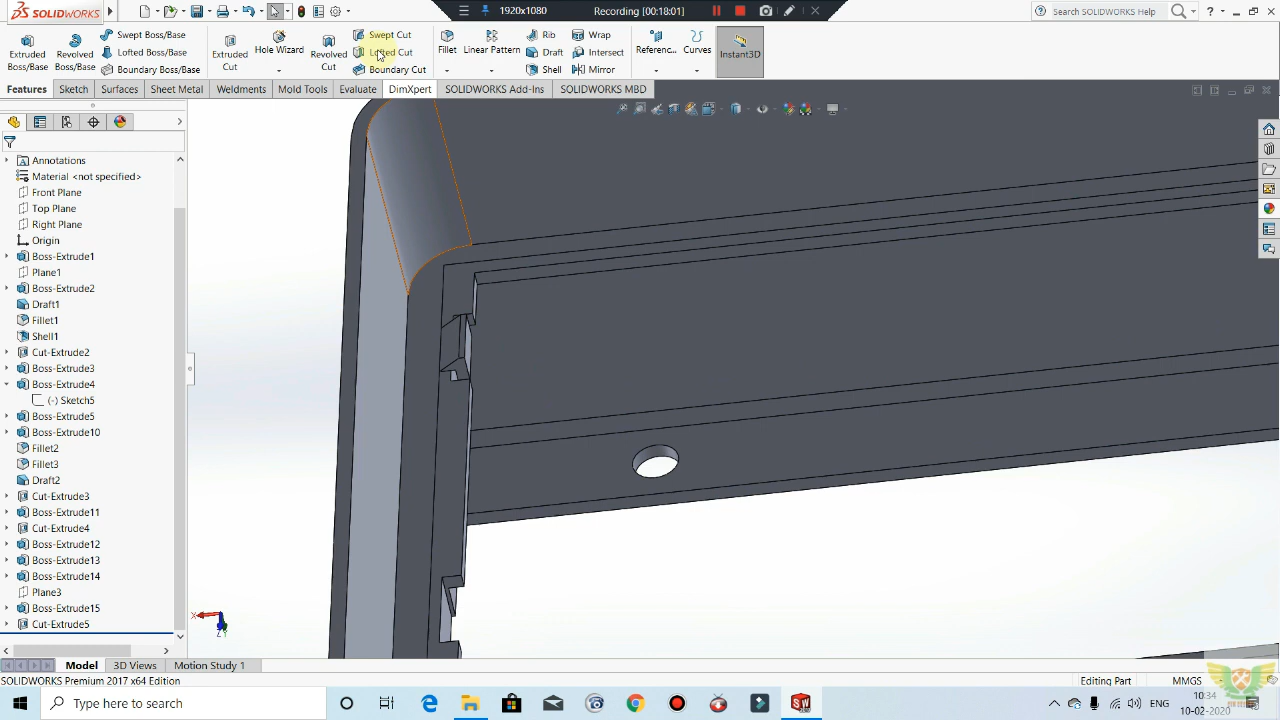 SOLIDWORKS
1920x1080
Recording [00:18:01]
Search SOLIDWORKS Help
Extruded Boss/Base
Revolved Boss/Base
Swept Boss/Base
Lofted Boss/Base
Boundary Boss/Base
Extruded Cut
Hole Wizard
Revolved Cut
Swept Cut
Lofted Cut
Boundary Cut
Fillet
Linear Pattern
Rib
Draft
Shell
Wrap
Intersect
Mirror
Referenc...
Curves
Instant3D
Features
Sketch
Surfaces
Sheet Metal
Weldments
Mold Tools
Evaluate
DimXpert
SOLIDWORKS Add-Ins
SOLIDWORKS MBD
Annotations
Material <not specified>
Front Plane
Top Plane
Right Plane
Origin
Boss-Extrude1
Plane1
Boss-Extrude2
Draft1
Fillet1
Shell1
Cut-Extrude2
Boss-Extrude3
Boss-Extrude4
(-) Sketch5
Boss-Extrude5
Boss-Extrude10
Fillet2
Fillet3
Draft2
Cut-Extrude3
Boss-Extrude11
Cut-Extrude4
Boss-Extrude12
Boss-Extrude13
Boss-Extrude14
Plane3
Boss-Extrude15
Cut-Extrude5
X
Z
Model
3D Views
Motion Study 1
SOLIDWORKS Premium 2017 x64 Edition
Editing Part
MMGS
Type here to search
ENG
10:34
10-02-2020